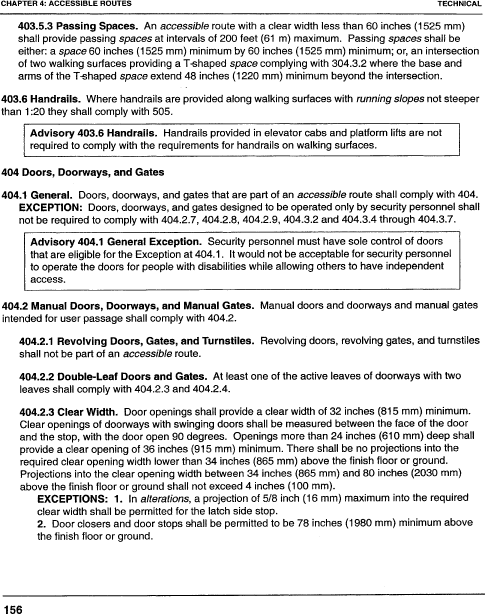 CHAPTER 4: ACCESSIBLE ROUTES TECHNICAL
403.5.3 Passing Spaces. An accessible route with a clear width less than 60 inches (1525 mm)
shall provide passing spaces at intervals of 200 feet (61 m) maximum. Passing spaces shall be
either: a space 60 inches (1525 mm) minimum by 60 inches (1525 mm) minimum; or, an intersection
of two walking surfaces providing a T-shaped space complying with 304.3.2 where the base and
arms of the T-shaped space extend 48 inches (1220 mm) minimum beyond the intersection.
403.6 Handrails. Where handrails are provided along walking surfaces with running slopes not steeper
than 1:20 they shall comply with 505.
Advisory 403.6 Handrails. Handrails provided in elevator cabs and platform lifts are not
required to comply with the requirements for handrails on walking surfaces.
404 Doors, Doorways, and Gates
404.1 General. Doors, doorways, and gates that are part of an accessible route shall comply with 404.
EXCEPTION: Doors, doorways, and gates designed to be operated only by security personnel shall
not be required to comply with 404.2.7, 404.2.8, 404.2.9, 404.3.2 and 404.3.4 through 404.3.7.
Advisory 404.1 General Exception. Security personnel must have sole control of doors
that are eligible for the Exception at 404.1. It would not be acceptable for security personnel
to operate the doors for people with disabilities while allowing others to have independent
access.
404.2 Manual Doors, Doorways, and Manual Gates. Manual doors and doorways and manual gates
intended for user passage shall comply with 404.2.
404.2.1 Revolving Doors, Gates, and Turnstiles. Revolving doors, revolving gates, and turnstiles
shall not be part of an accessible route.
404.2.2 Double-Leaf Doors and Gates. At least one of the active leaves of doorways with two
leaves shall comply with 404.2.3 and 404.2.4.
404.2.3 Clear Width. Door openings shall provide a clear width of 32 inches (815 mm) minimum.
Clear openings of doorways with swinging doors shall be measured between the face of the door
and the stop, with the door open 90 degrees. Openings more than 24 inches (610 mm) deep shall
provide a clear opening of 36 inches (915 mm) minimum. There shall be no projections into the
required clear opening width lower than 34 inches (865 mm) above the finish floor or ground.
Projections into the clear opening width between 34 inches (865 mm) and 80 inches (2030 mm)
above the finish floor or ground shall not exceed 4 inches (100 mm).
EXCEPTIONS: 1. In alterations, a projection of 5/8 inch (16 mm) maximum into the required
clear width shall be permitted for the latch side stop.
2. Door closers and door stops shall be permitted to be 78 inches (1980 mm) minimum above
the finish floor or ground.
156